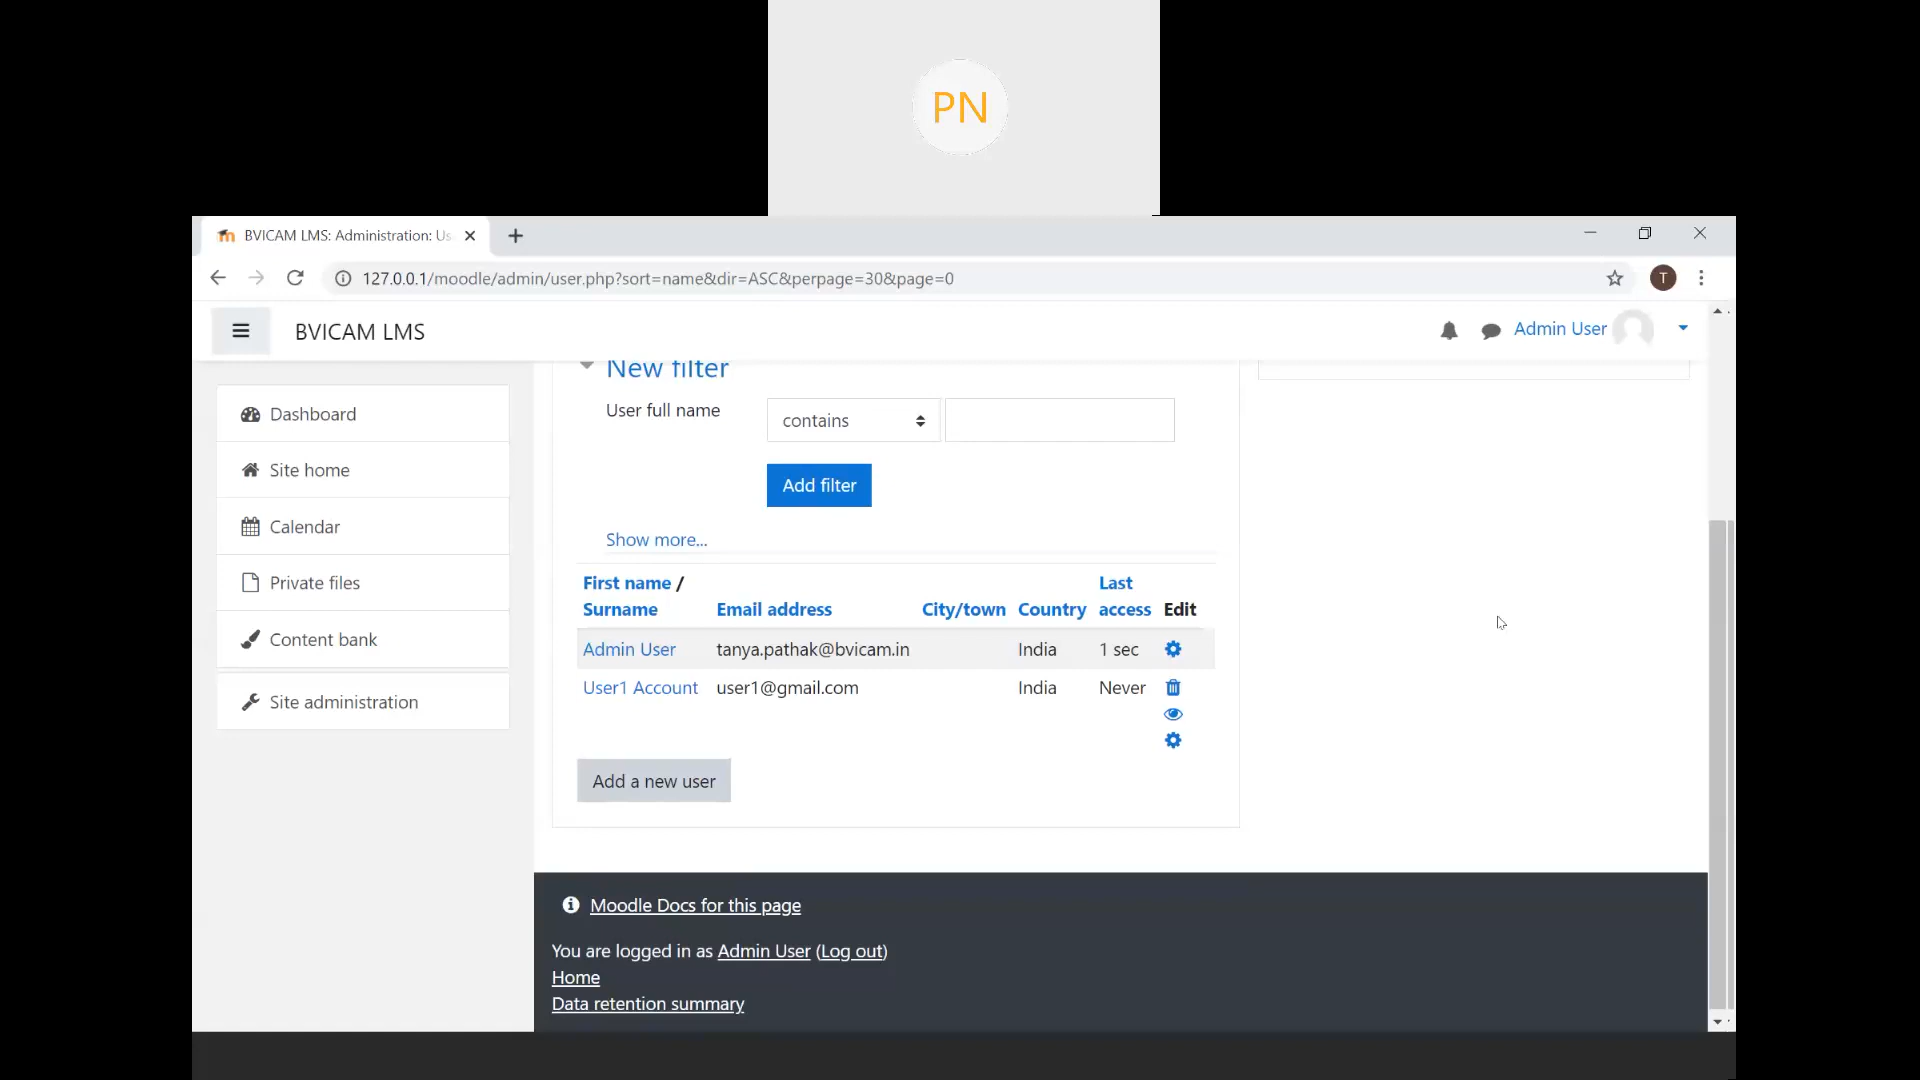 PN
BVICAM LMS: Administration: Us
127.0.0.1/moodle/admin/user.php?sort=name&dir=ASC&perpage=30&page=0
T
BVICAM LMS
Admin User
Dashboard
Site home
Calendar
Private files
Content bank
Site administration
New filter
User full name
contains
Add filter
Show more...
First name / Surname Email address City/town Country Last access Edit
Admin User tanya.pathak@bvicam.in India 1 sec
User1 Account user1@gmail.com India Never
Add a new user
Moodle Docs for this page
You are logged in as Admin User (Log out)
Home
Data retention summary